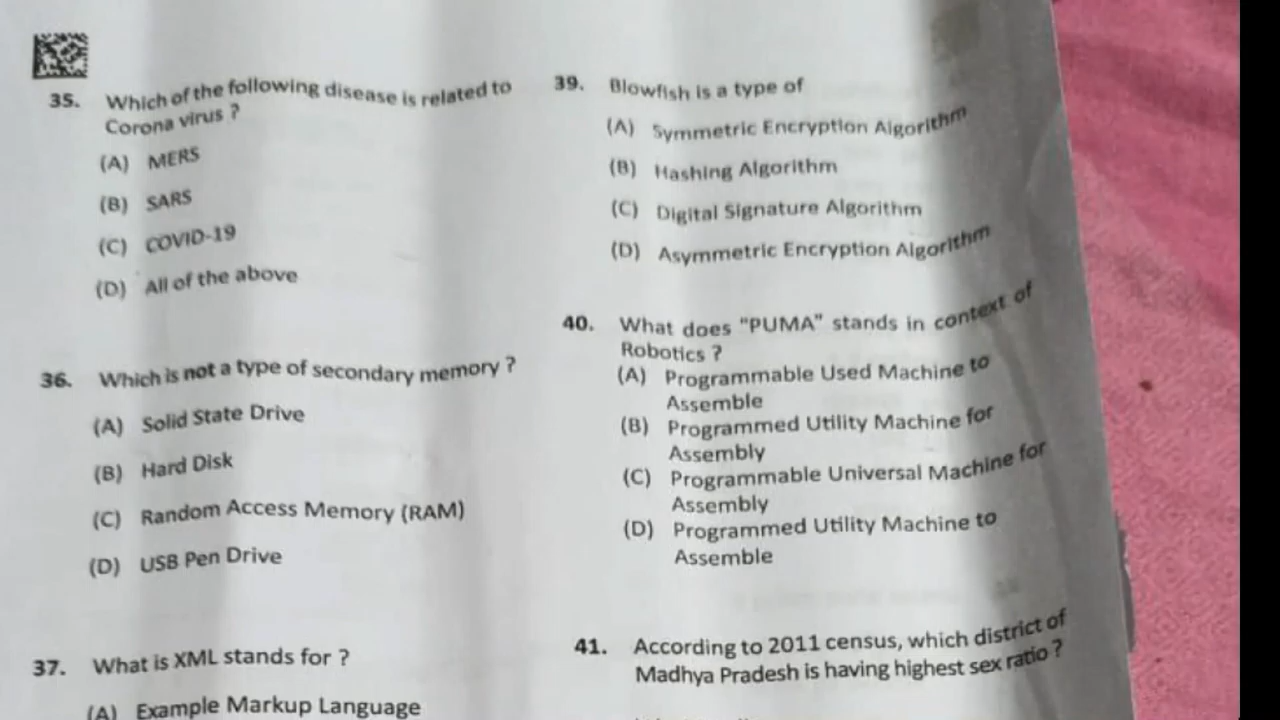 35. Which of the following disease is related to
Corona virus ?
(A) MERS
(B) SARS
(C) COVID-19
(D) All of the above
36. Which is not a type of secondary memory ?
(A) Solid State Drive
(B) Hard Disk
(C) Random Access Memory (RAM)
(D) USB Pen Drive
37. What is XML stands for ?
(A) Example Markup Language
39. Blowfish is a type of
(A) Symmetric Encryption Algorithm
(B) Hashing Algorithm
(C) Digital Signature Algorithm
(D) Asymmetric Encryption Algorithm
40. What does "PUMA" stands in context of
Robotics ?
(A) Programmable Used Machine to
Assemble
(B) Programmed Utility Machine for
Assembly
(C) Programmable Universal Machine for
Assembly
(D) Programmed Utility Machine to
Assemble
41. According to 2011 census, which district of
Madhya Pradesh is having highest sex ratio ?